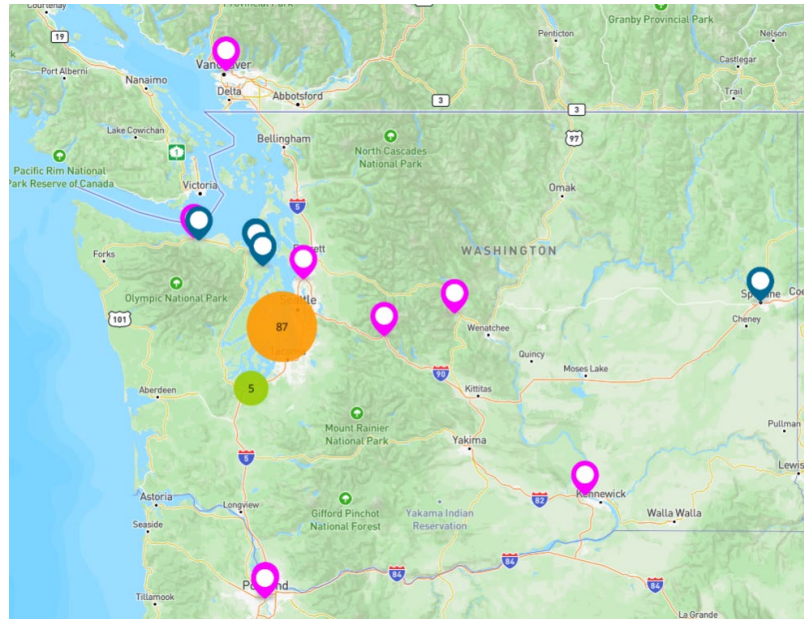 Courtenay
Provincial Park
Granby Provincial Park
19
Penticton
Nelson
Port Alberni
Nanaimo
Vancouver
Castlegar
Delta
Abbotsford
Trail
3
3
Lake Cowichan
Bellingham
97
1
North Cascades
National Park
Pacific Rim National
Park Reserve of Canada
Victoria
Omak
5
Forks
WASHINGTON
Olympic National Park
Spokane
101
Seattle
87
Cheney
Wenatchee
Quincy
Moses Lake
90
5
Aberdeen
Kittitas
Mount Rainier
National Park
Pullman
Yakima
5
Lewis
Astoria
Longview
Gifford Pinchot
National Forest
Yakama Indian
Reservation
82
Kennewick
Walla Walla
Seaside
84
84
84
Portland
Tillamook
La Grande